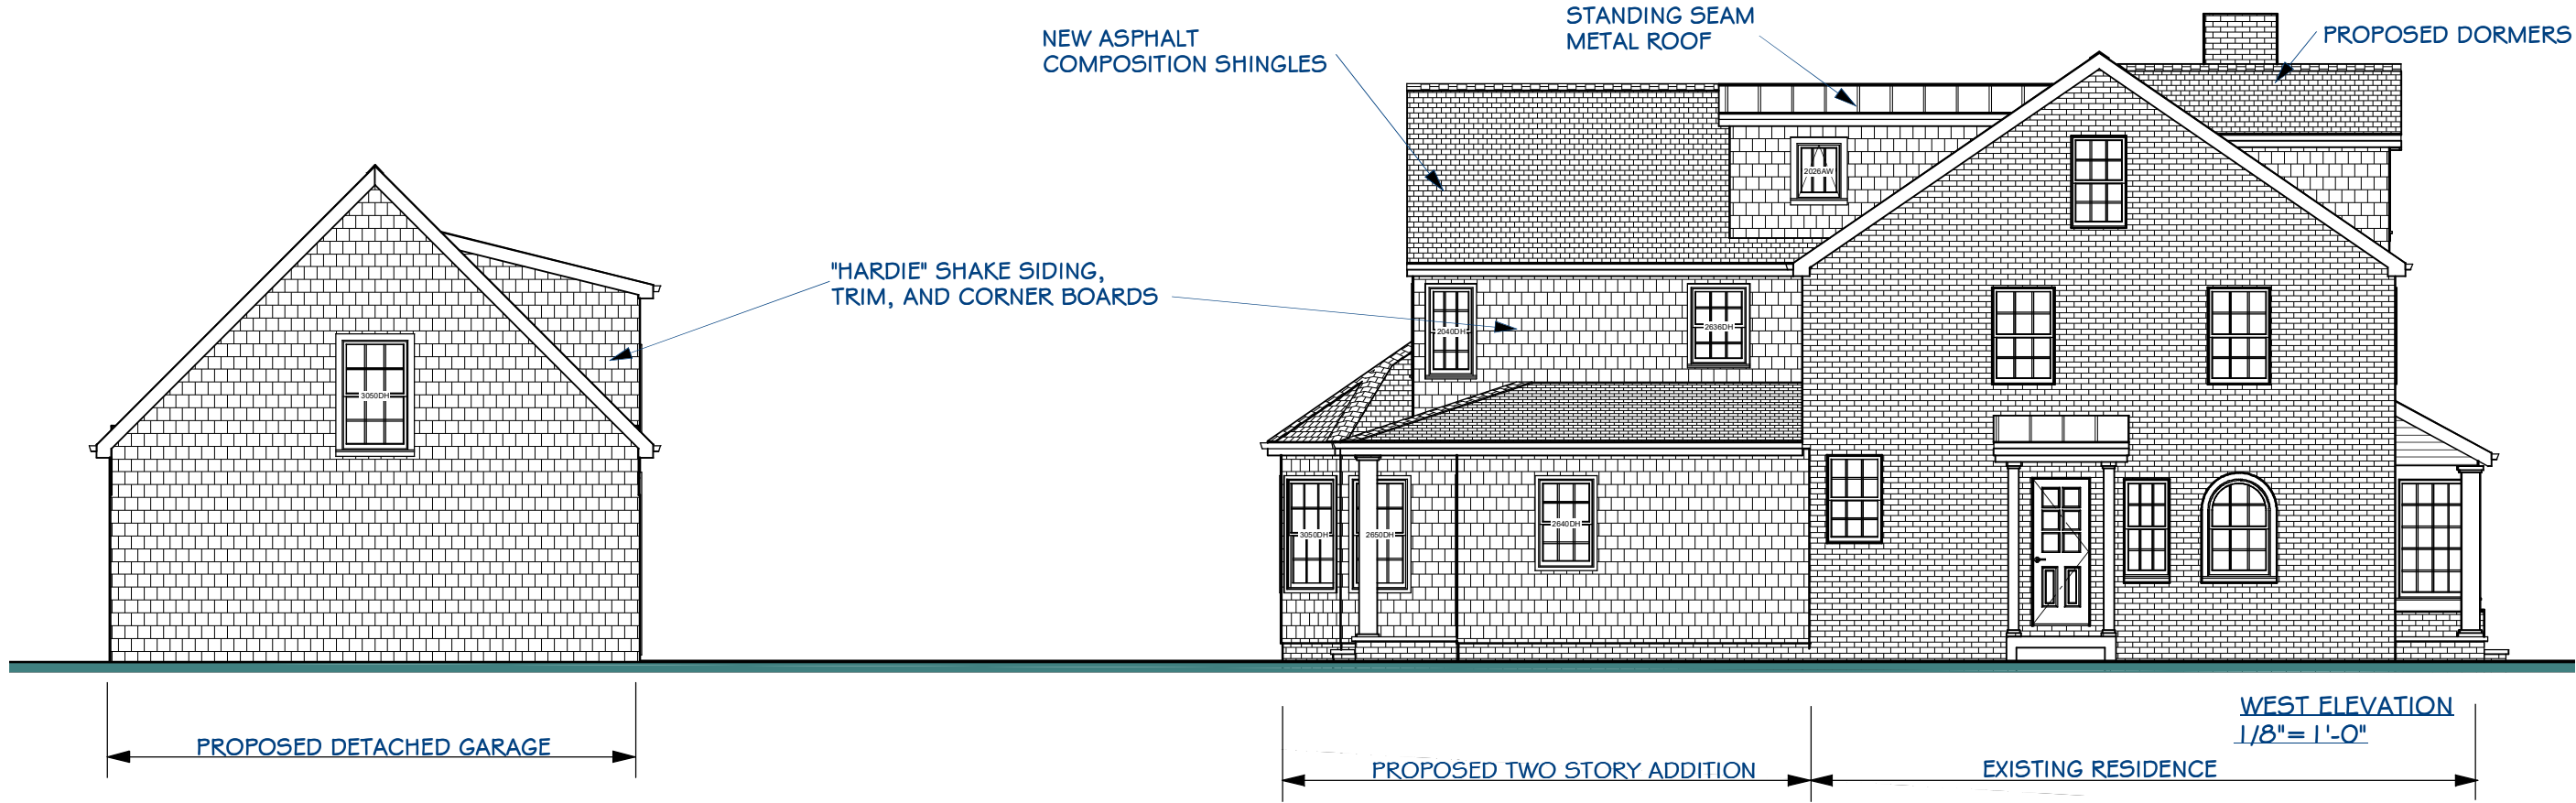 STANDING SEAM
METAL ROOF
PROPOSED DORMERS
NEW ASPHALT
COMPOSITION SHINGLES
2026AW
"HARDIE" SHAKE SIDING,
TRIM, AND CORNER BOARDS
2040DH
2636DH
3050DH
3050DH
2650DH
2640DH
WEST ELEVATION
1/8"= 1'-0"
PROPOSED DETACHED GARAGE
PROPOSED TWO STORY ADDITION
EXISTING RESIDENCE